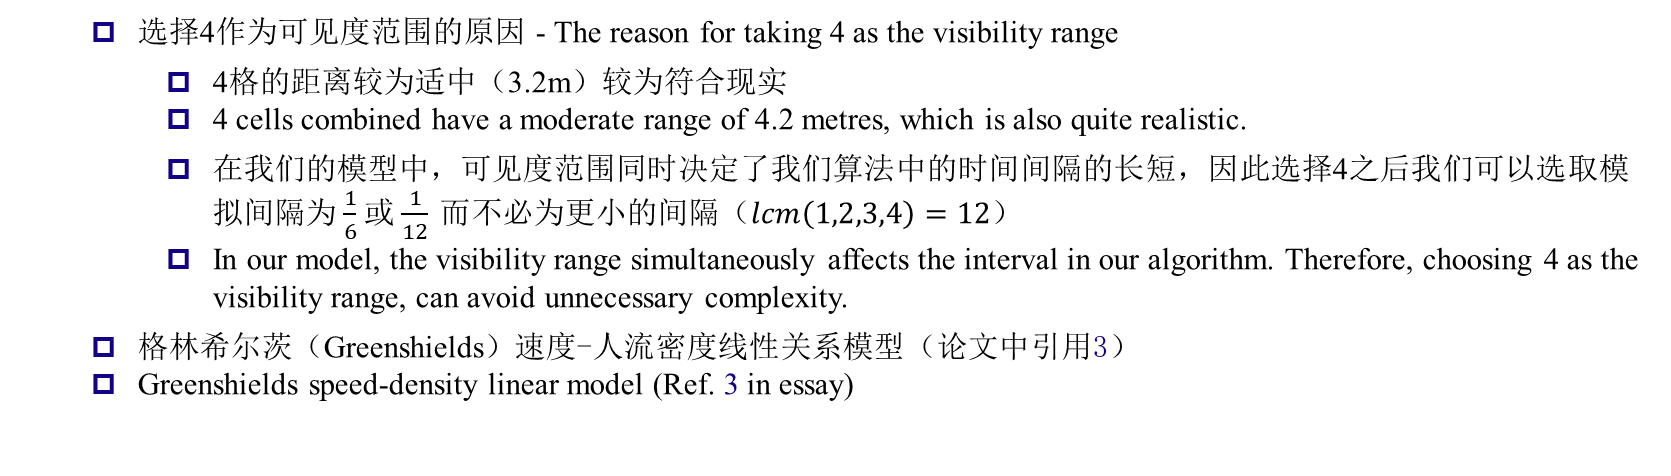 选择4作为可见度范围的原因 - The reason for taking 4 as the visibility range
4格的距离较为适中（3.2m）较为符合现实
4 cells combined have a moderate range of 4.2 metres, which is also quite realistic.
在我们的模型中，可见度范围同时决定了我们算法中的时间间隔的长短，因此选择4之后我们可以选取模
拟间隔为 1/6 或 1/12 而不必为更小的间隔（lcm(1,2,3,4) = 12）
In our model, the visibility range simultaneously affects the interval in our algorithm. Therefore, choosing 4 as the
visibility range, can avoid unnecessary complexity.
格林希尔茨（Greenshields）速度-人流密度线性关系模型（论文中引用3）
Greenshields speed-density linear model (Ref. 3 in essay)